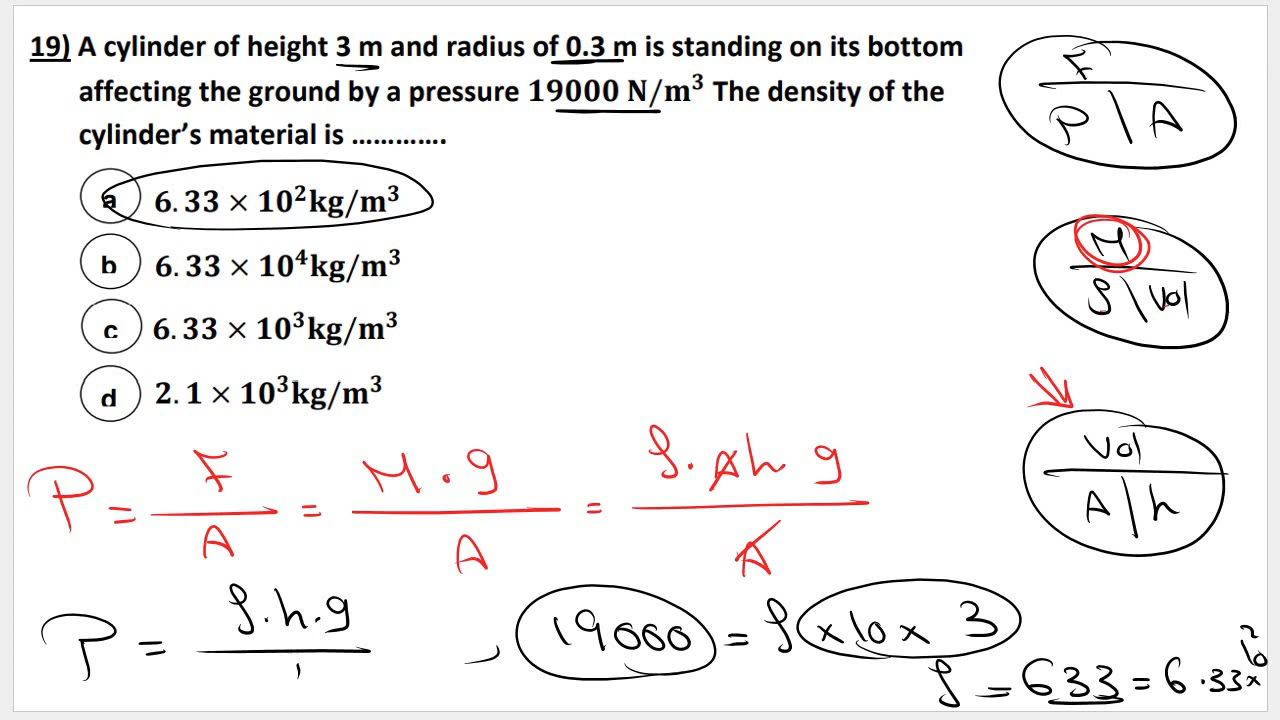 19) A cylinder of height 3 m and radius of 0.3 m is standing on its bottom
affecting the ground by a pressure 19000 N/m³ The density of the
cylinder's material is ………….
a 6.33 × 10²kg/m³
b 6.33 × 10⁴kg/m³
c 6.33 × 10³kg/m³
d 2.1 × 10³kg/m³
F
P | A
M
ρ | Vol
Vol
A | h
P = F/A = M.g/A = ρ.Ah g/A
P = ρ.h.g/1 , 19000 = ρ × 10 × 3
ρ = 633 = 6.33 × 10²